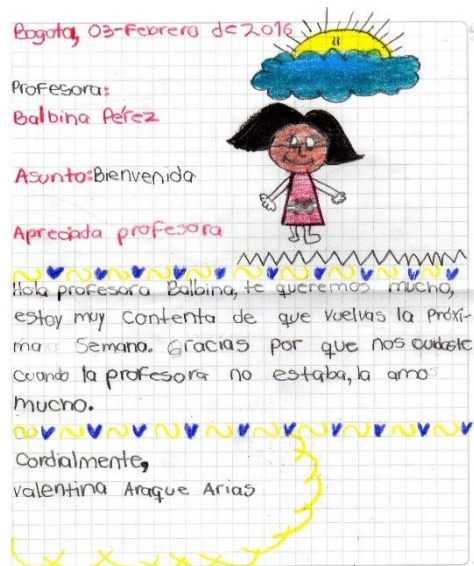 Bogotá, 03-Febrero de 2016
Profesora:
Balbina Pérez
Asunto: Bienvenida
Apreciada profesora
Hola profesora Balbina, te queremos mucho,
estoy muy contenta de que vuelvas la próxi-
ma Semana. Gracias por que nos cuidaste
cuando la profesora no estaba, la amo
mucho.
Cordialmente,
Valentina Araque Arias